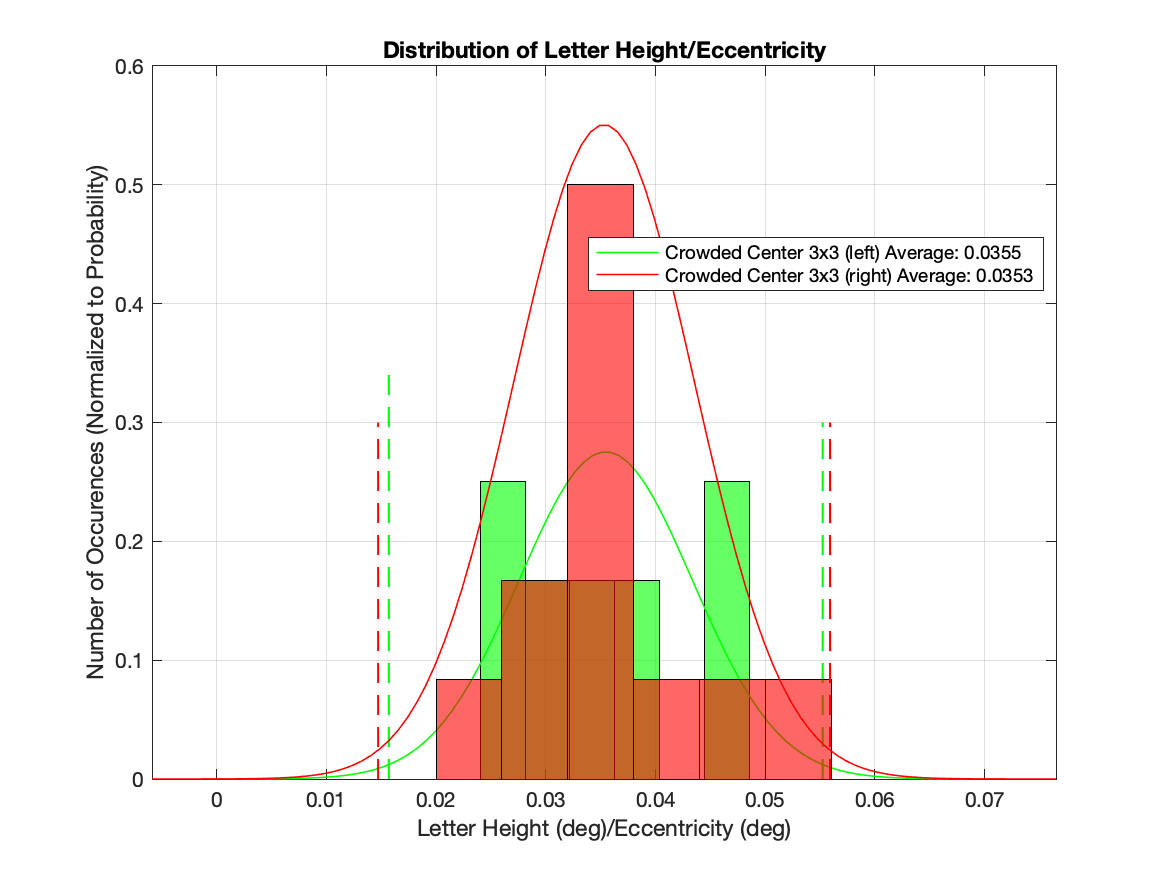 Distribution of Letter Height/Eccentricity
0.6
0.5
0.4
0.3
0.2
0.1
0
Number of Occurences (Normalized to Probability)
Crowded Center 3x3 (left) Average: 0.0355
Crowded Center 3x3 (right) Average: 0.0353
0 0.01 0.02 0.03 0.04 0.05 0.06 0.07
Letter Height (deg)/Eccentricity (deg)